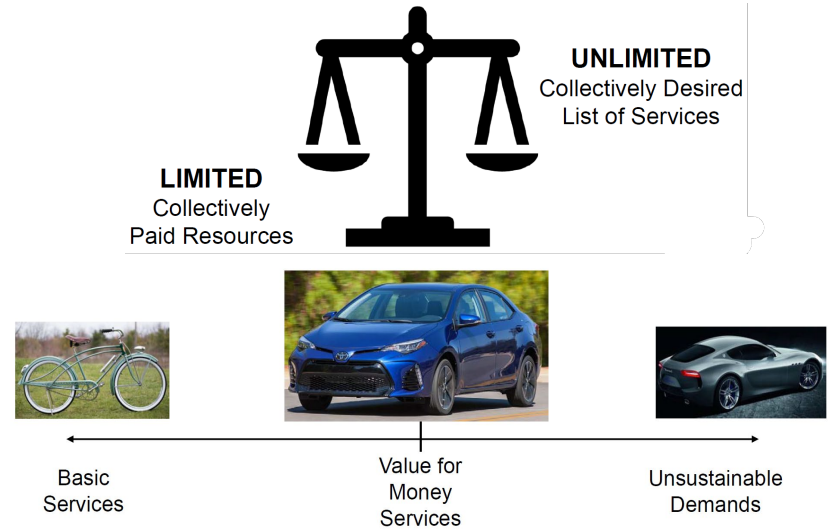 UNLIMITED
Collectively Desired
List of Services
LIMITED
Collectively
Paid Resources
Basic
Services
Value for
Money
Services
Unsustainable
Demands